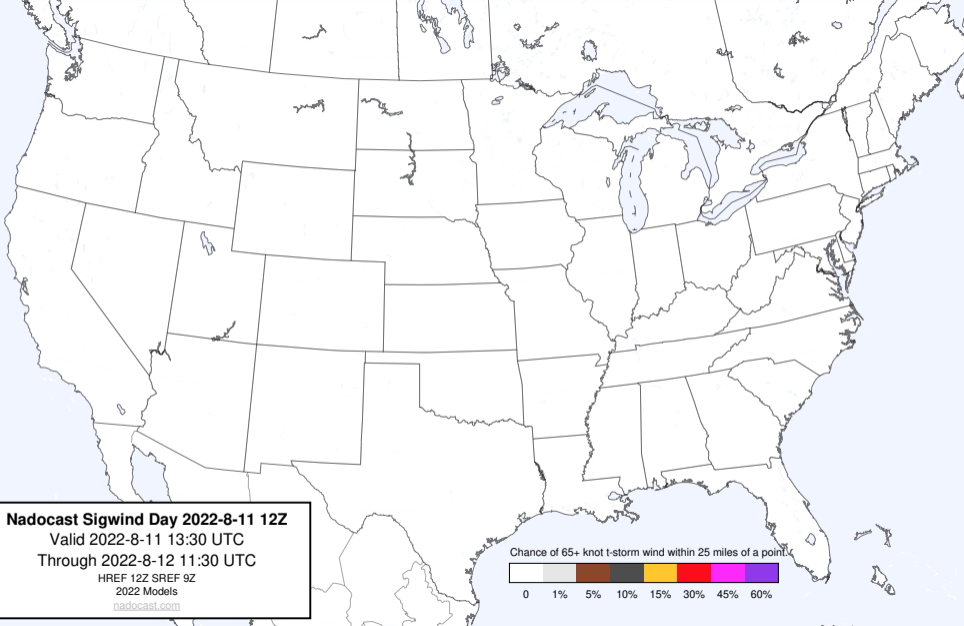 Nadocast Sigwind Day 2022-8-11 12Z
Valid 2022-8-11 13:30 UTC
Through 2022-8-12 11:30 UTC
HREF 12Z SREF 9Z
2022 Models
nadocast.com
Chance of 65+ knot t-storm wind within 25 miles of a point.
0 1% 5% 10% 15% 30% 45% 60%